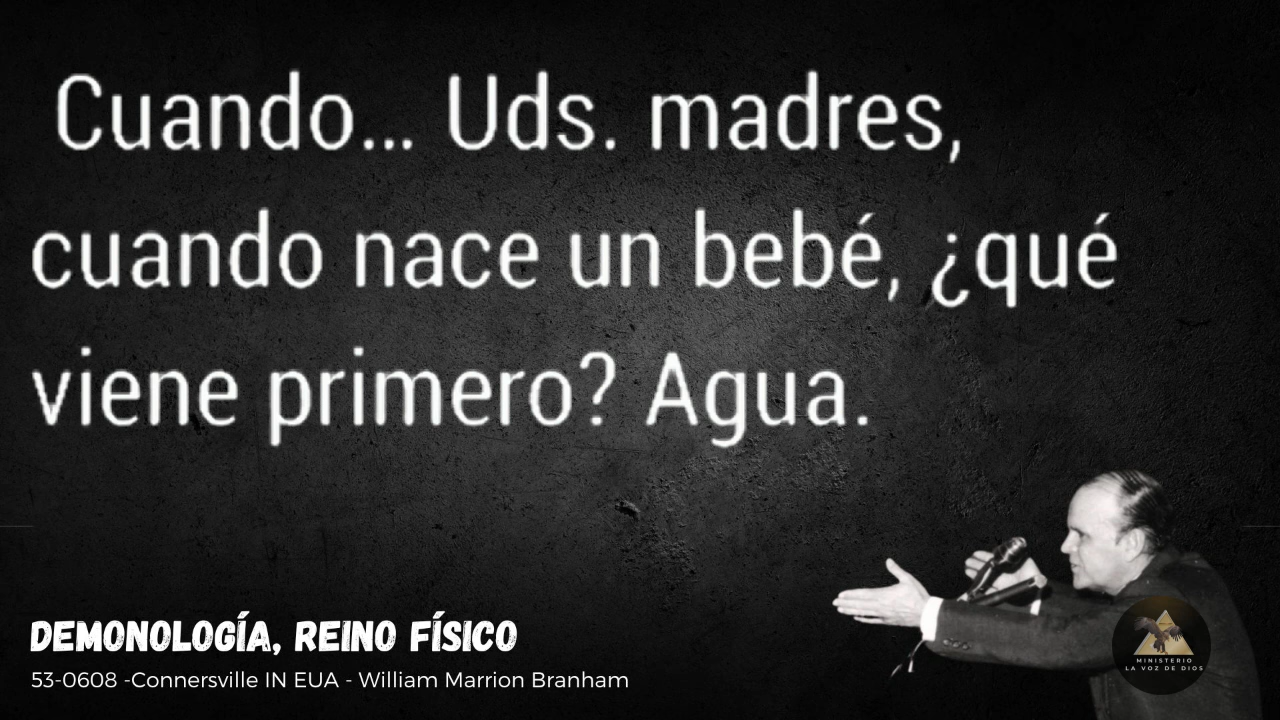 Cuando... Uds. madres,
cuando nace un bebé, ¿qué
viene primero? Agua.
DEMONOLOGÍA, REINO FÍSICO
53-0608 -Connersville IN EUA - William Marrion Branham
MINISTERIO
LA VOZ DE DIOS